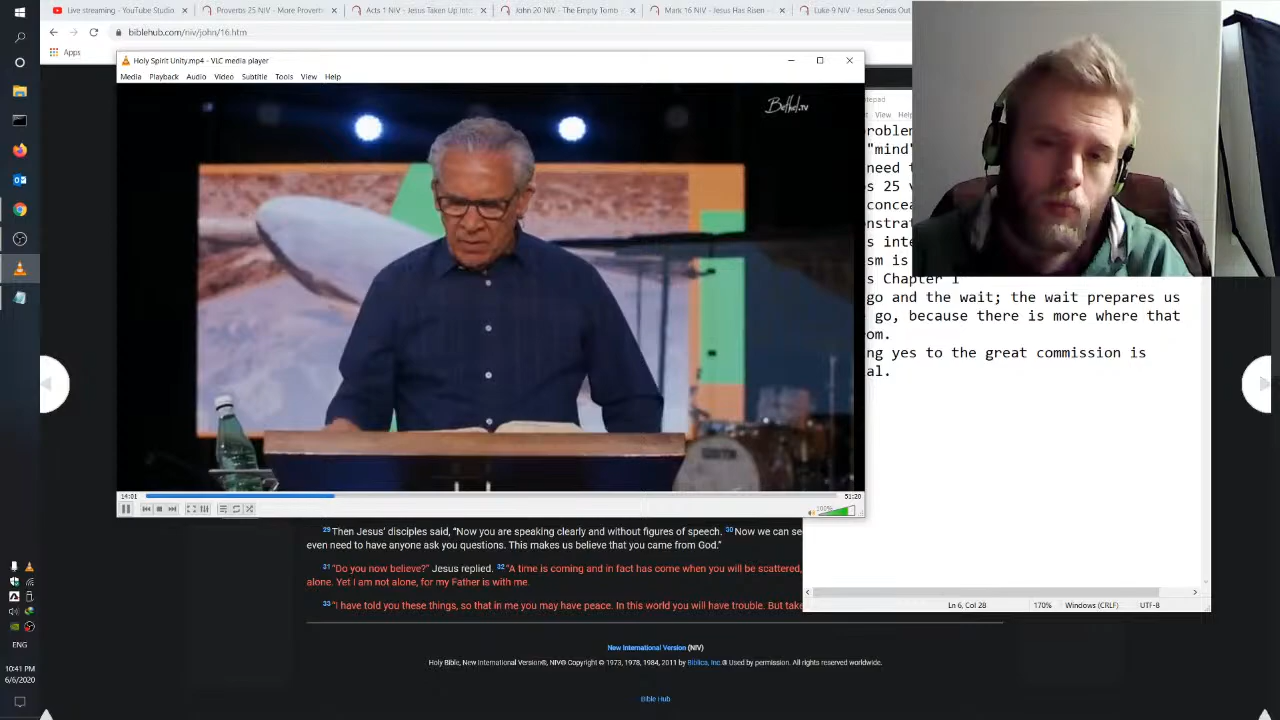 Live streaming - YouTube Studio
Proverbs 25 NIV - More Proverb
Acts 1 NIV - Jesus Taken Up Into
John 20 NIV - The Empty Tomb
Mark 16 NIV - Jesus Has Risen
Luke-9 NIV - Jesus Sends Out
biblehub.com/niv/john/16.htm
Apps
Holy Spirit Unity.mp4 - VLC media player
Media Playback Audio Video Subtitle Tools View Help
Bethel.TV
14:01
51:20
100%
View Help
"mind"
need
s 25
s Chapter 1
go and the wait; the wait prepares us
go, because there is more where that
om.
ng yes to the great commission is
al.
Ln 6, Col 28 170% Windows (CRLF) UTF-8
29 Then Jesus' disciples said, "Now you are speaking clearly and without figures of speech. 30 Now we can se
even need to have anyone ask you questions. This makes us believe that you came from God."
31 "Do you now believe?" Jesus replied. 32 "A time is coming and in fact has come when you will be scattered,
alone. Yet I am not alone, for my Father is with me.
33 "I have told you these things, so that in me you may have peace. In this world you will have trouble. But take
New International Version (NIV)
Holy Bible, New International Version®, NIV® Copyright © 1973, 1978, 1984, 2011 by Biblica, Inc.® Used by permission. All rights reserved worldwide.
Bible Hub
ENG
10:41 PM
6/6/2020